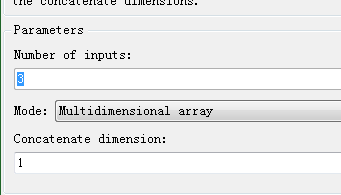 the concatenate dimensions.
Parameters
Number of inputs:
3
Mode: Multidimensional array
Concatenate dimension:
1